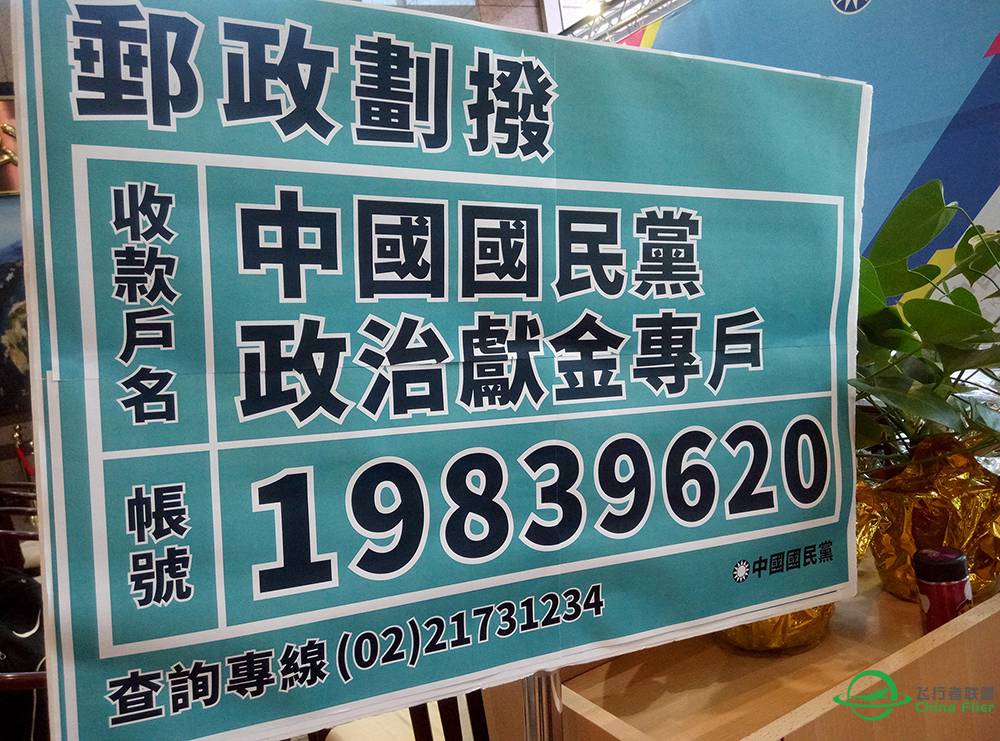 郵政劃撥
收款戶名
中國國民黨
政治獻金專戶
帳號
19839620
中國國民黨
查詢專線(02)21731234
飞行者联盟
China Flier